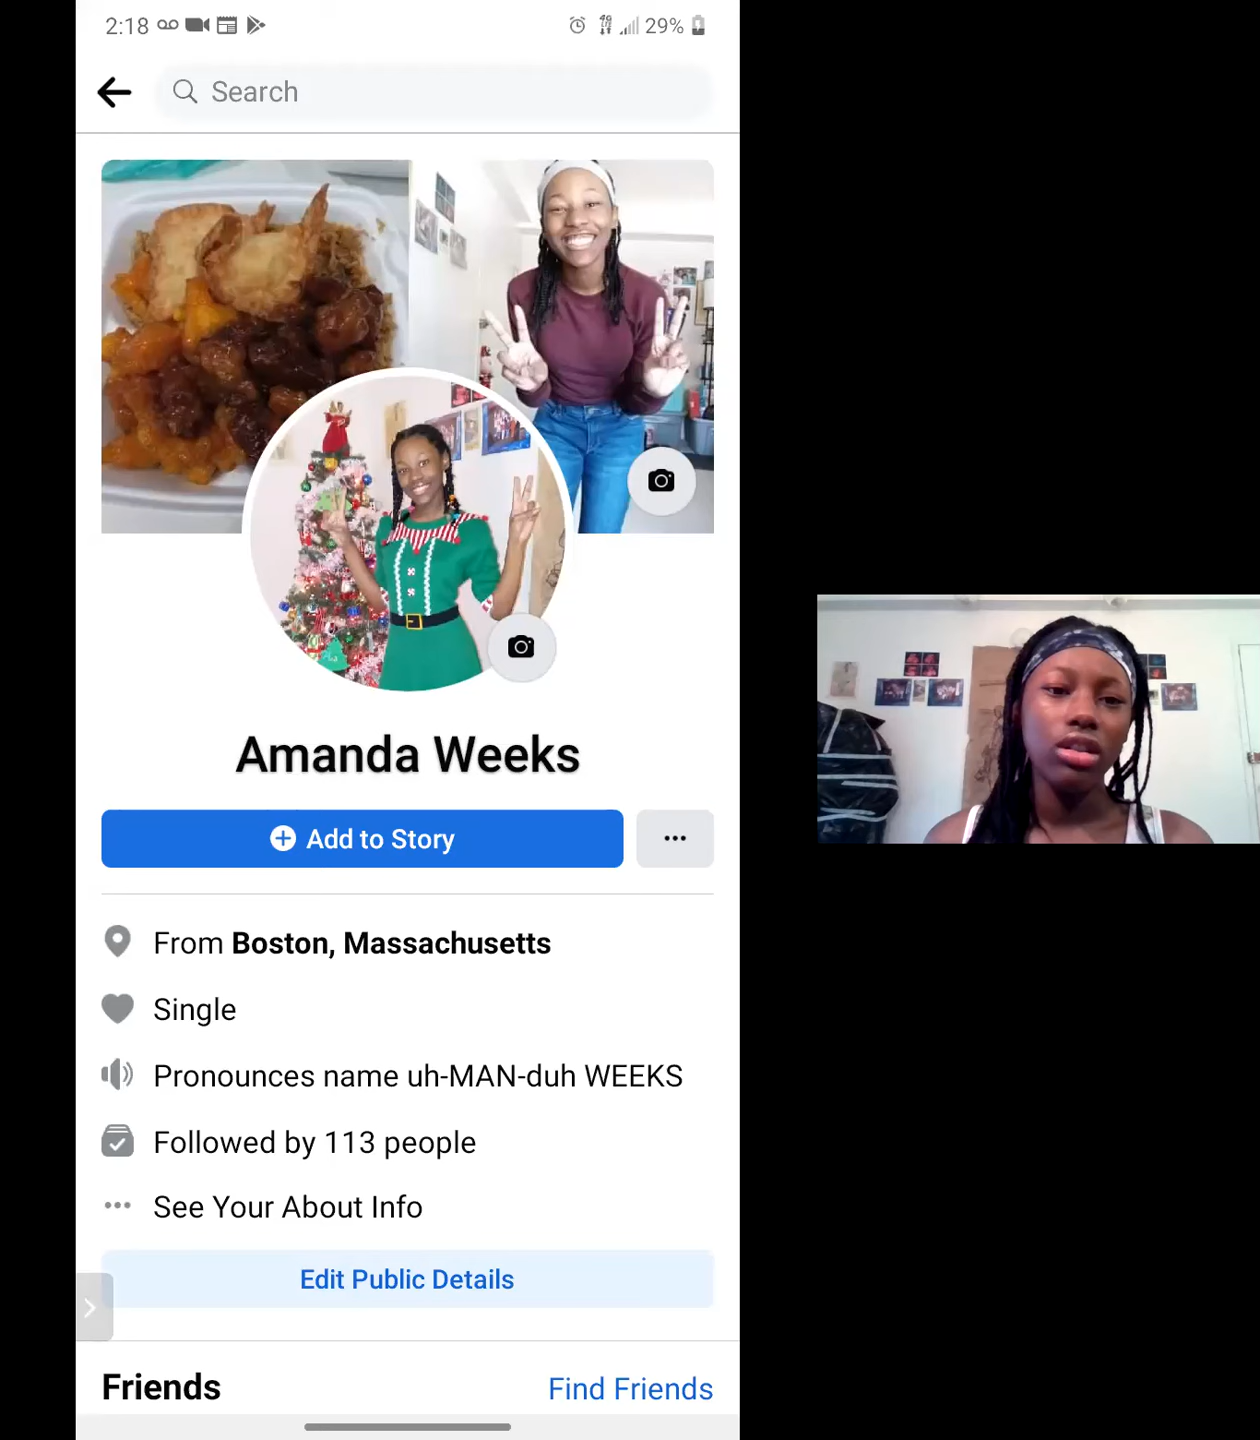 2:18
29%
Search
Amanda Weeks
Add to Story
From Boston, Massachusetts
Single
Pronounces name uh-MAN-duh WEEKS
Followed by 113 people
See Your About Info
Edit Public Details
Friends
Find Friends